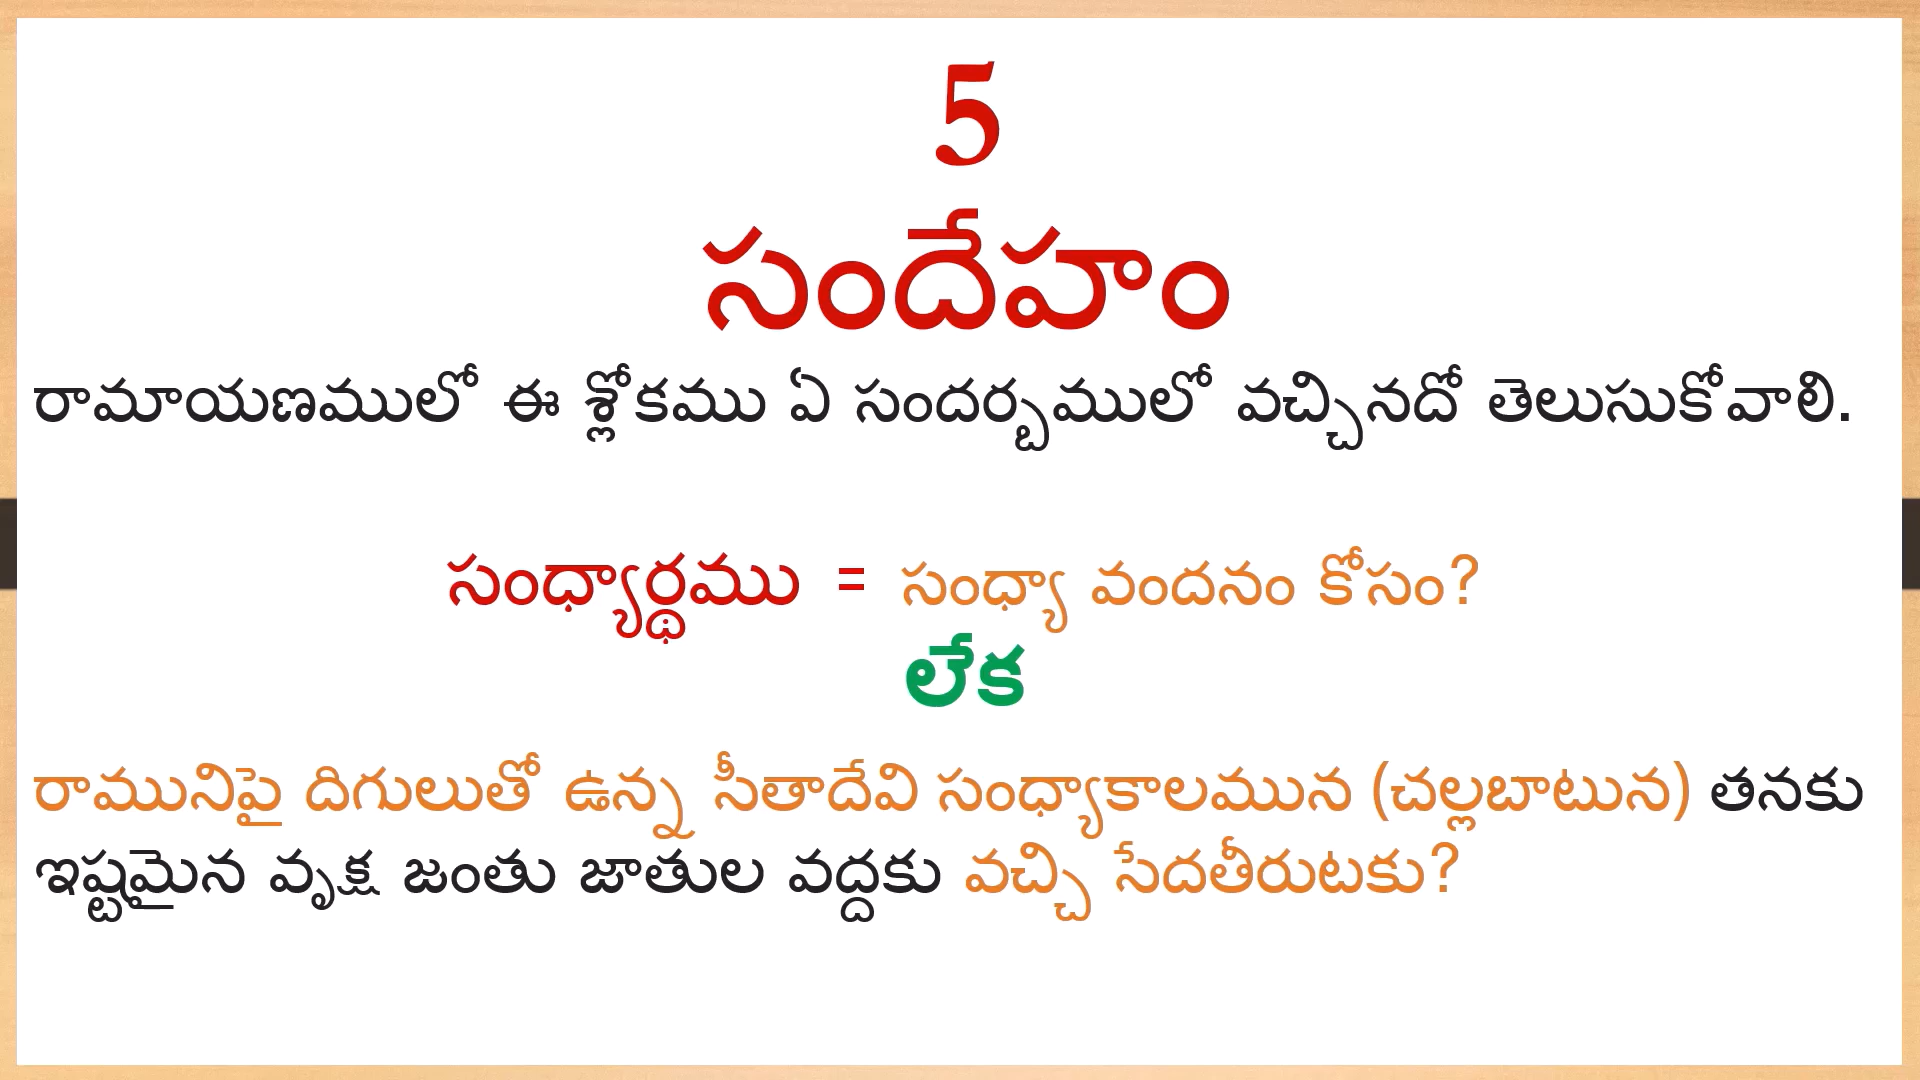 5
సందేహం
రామాయణములో ఈ శ్లోకము ఏ సందర్బములో వచ్చినదో తెలుసుకోవాలి.
సంధ్యార్థము = సంధ్యా వందనం కోసం?
లేక
రామునిపై దిగులుతో ఉన్న సీతాదేవి సంధ్యాకాలమున (చల్లబాటున) తనకు
ఇష్టమైన వృక్ష జంతు జాతుల వద్దకు వచ్చి సేదతీరుటకు?